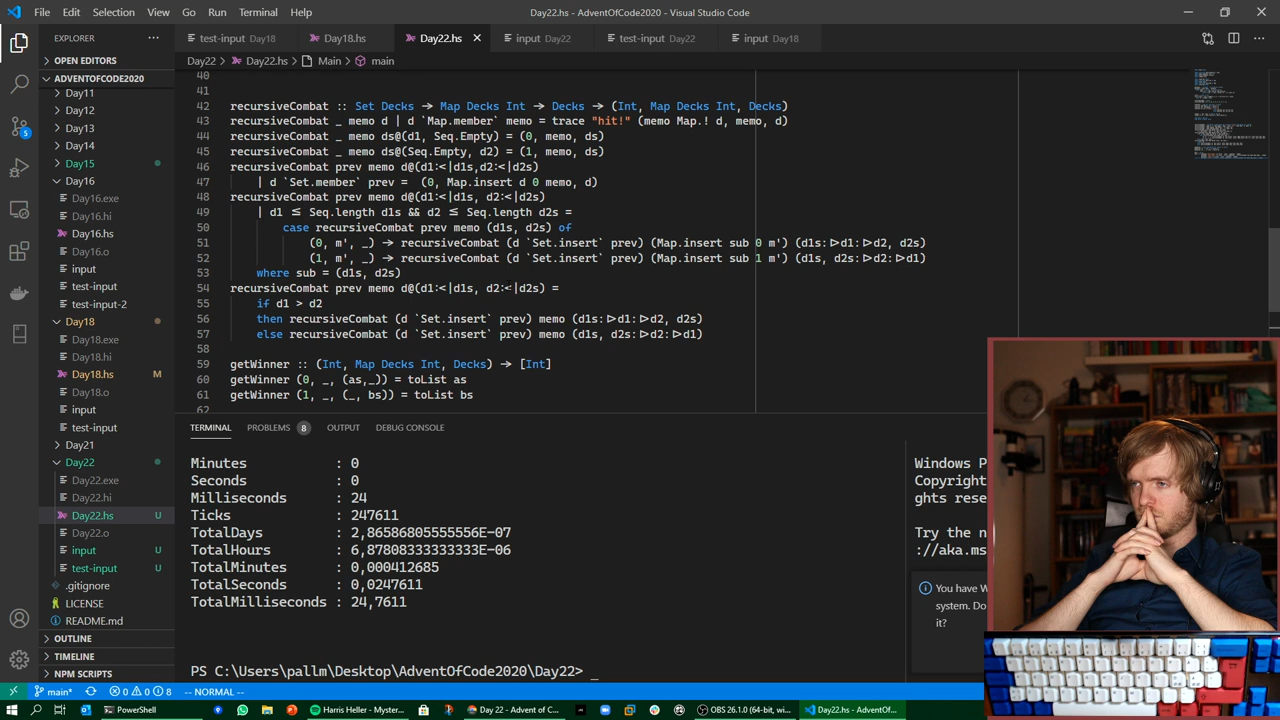 File Edit Selection View Go Run Terminal Help
Day22.hs - AdventOfCode2020 - Visual Studio Code
EXPLORER
test-input Day18
Day18.hs
Day22.hs
input Day22
test-input Day22
input Day18
OPEN EDITORS
Day22 > Day22.hs > Main > main
ADVENTOFCODE2020
Day11
Day12
Day13
Day14
Day15
Day16
Day16.exe
Day16.hi
Day16.hs
Day16.o
input
test-input
test-input-2
Day18
Day18.exe
Day18.hi
Day18.hs M
Day18.o
input
test-input
Day21
Day22
Day22.exe
Day22.hi
Day22.hs U
Day22.o
input U
test-input U
.gitignore
LICENSE
README.md
OUTLINE
TIMELINE
NPM SCRIPTS
5
40
41
42 recursiveCombat :: Set Decks → Map Decks Int → Decks → (Int, Map Decks Int, Decks)
43 recursiveCombat _ memo d | d `Map.member` memo = trace "hit!" (memo Map.! d, memo, d)
44 recursiveCombat _ memo ds@(d1, Seq.Empty) = (0, memo, ds)
45 recursiveCombat _ memo ds@(Seq.Empty, d2) = (1, memo, ds)
46 recursiveCombat prev memo d@(d1:<|d1s,d2:<|d2s)
47 | d `Set.member` prev = (0, Map.insert d 0 memo, d)
48 recursiveCombat prev memo d@(d1:<|d1s, d2:<|d2s)
49 | d1 ≤ Seq.length d1s && d2 ≤ Seq.length d2s =
50 case recursiveCombat prev memo (d1s, d2s) of
51 (0, m', _) → recursiveCombat (d `Set.insert` prev) (Map.insert sub 0 m') (d1s:|>d1:|>d2, d2s)
52 (1, m', _) → recursiveCombat (d `Set.insert` prev) (Map.insert sub 1 m') (d1s, d2s:|>d2:|>d1)
53 where sub = (d1s, d2s)
54 recursiveCombat prev memo d@(d1:<|d1s, d2:<|d2s) =
55 if d1 > d2
56 then recursiveCombat (d `Set.insert` prev) memo (d1s:|>d1:|>d2, d2s)
57 else recursiveCombat (d `Set.insert` prev) memo (d1s, d2s:|>d2:|>d1)
58
59 getWinner :: (Int, Map Decks Int, Decks) → [Int]
60 getWinner (0, _, (as,_)) = toList as
61 getWinner (1, _, (_, bs)) = toList bs
62
TERMINAL PROBLEMS 8 OUTPUT DEBUG CONSOLE
Minutes : 0
Seconds : 0
Milliseconds : 24
Ticks : 247611
TotalDays : 2,86586805555556E-07
TotalHours : 6,87808333333333E-06
TotalMinutes : 0,000412685
TotalSeconds : 0,0247611
TotalMilliseconds : 24,7611
PS C:\Users\pallm\Desktop\AdventOfCode2020\Day22> _
Windows P
Copyright
ghts rese
Try the n
://aka.ms
You have W
system. Do
it?
main* 0 0 8 -- NORMAL --
PowerShell
Harris Heller - Myster...
Day 22 - Advent of C...
OBS 26.1.0 (64-bit, wi...
Day22.hs - AdventOf...